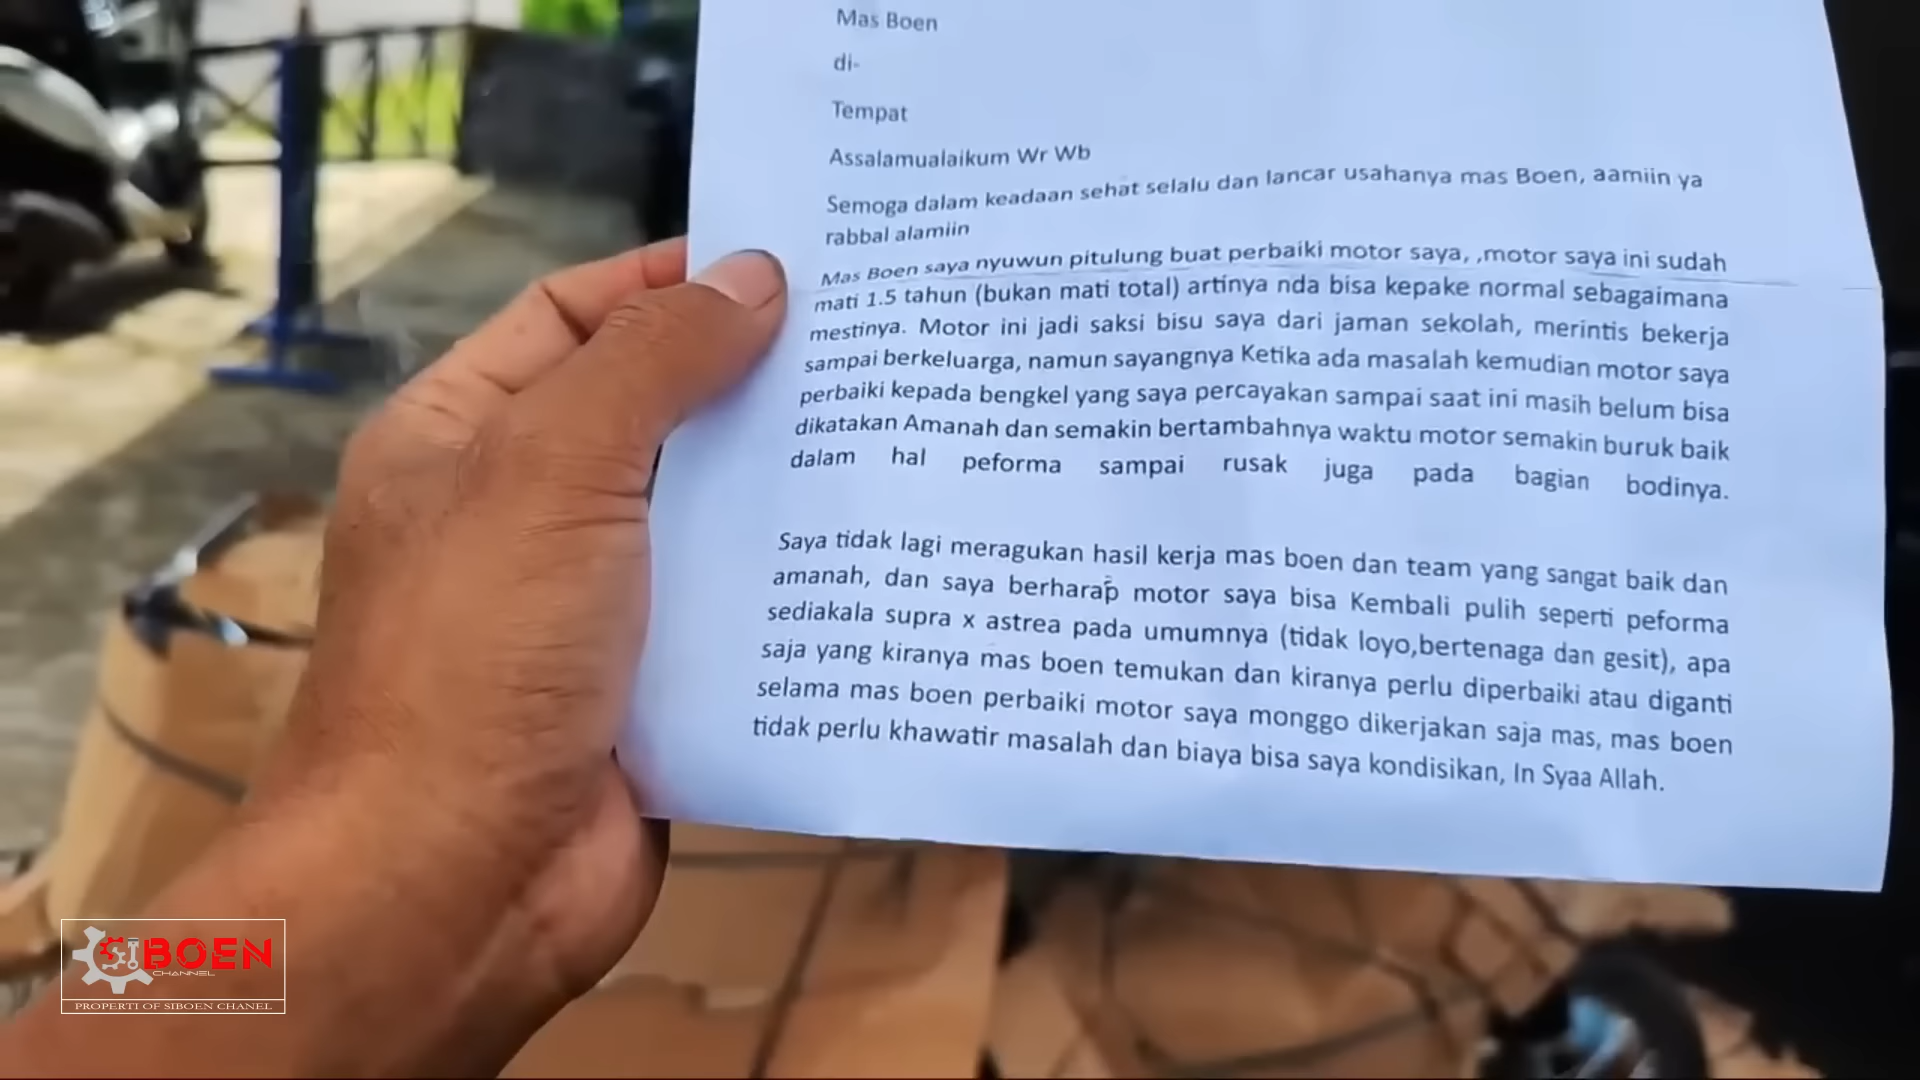 Mas Boen
di-
Tempat
Assalamualaikum Wr Wb
Semoga dalam keadaan sehat selalu dan lancar usahanya mas Boen, aamiin ya
rabbal alamiin
Mas Boen saya nyuwun pitulung buat perbaiki motor saya, ,motor saya ini sudah
mati 1.5 tahun (bukan mati total) artinya nda bisa kepake normal sebagaimana
mestinya. Motor ini jadi saksi bisu saya dari jaman sekolah, merintis bekerja
sampai berkeluarga, namun sayangnya Ketika ada masalah kemudian motor saya
perbaiki kepada bengkel yang saya percayakan sampai saat ini masih belum bisa
dikatakan Amanah dan semakin bertambahnya waktu motor semakin buruk baik
dalam hal peforma sampai rusak juga pada bagian bodinya.
Saya tidak lagi meragukan hasil kerja mas boen dan team yang sangat baik dan
amanah, dan saya berharap motor saya bisa Kembali pulih seperti peforma
sediakala supra x astrea pada umumnya (tidak loyo,bertenaga dan gesit), apa
saja yang kiranya mas boen temukan dan kiranya perlu diperbaiki atau diganti
selama mas boen perbaiki motor saya monggo dikerjakan saja mas, mas boen
tidak perlu khawatir masalah dan biaya bisa saya kondisikan, In Syaa Allah.
SIBOEN
CHANNEL
PROPERTI OF SIBOEN CHANEL